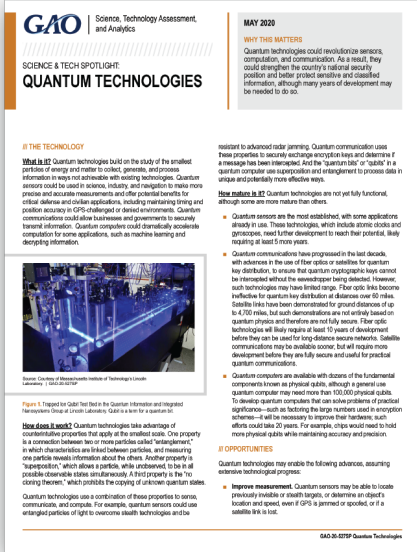 GAO
Science, Technology Assessment,
and Analytics
SCIENCE & TECH SPOTLIGHT:
QUANTUM TECHNOLOGIES
MAY 2020
WHY THIS MATTERS
Quantum technologies could revolutionize sensors,
computation, and communication. As a result, they
could strengthen the country's national security
position and better protect sensitive and classified
information, although many years of development may
be needed to do so.
/// THE TECHNOLOGY
What is it? Quantum technologies build on the study of the smallest
particles of energy and matter to collect, generate, and process
information in ways not achievable with existing technologies. Quantum
sensors could be used in science, industry, and navigation to make more
precise and accurate measurements and offer potential benefits for
critical defense and civilian applications, including maintaining timing and
position accuracy in GPS-challenged or denied environments. Quantum
communications could allow businesses and governments to securely
transmit information. Quantum computers could dramatically accelerate
computation for some applications, such as machine learning and
decrypting information.
Source: Courtesy of Massachusetts Institute of Technology's Lincoln
Laboratory. | GAO-20-527SP
Figure 1. Trapped Ion Qubit Test Bed in the Quantum Information and Integrated
Nanosystems Group at Lincoln Laboratory. Qubit is a term for a quantum bit
How does it work? Quantum technologies take advantage of
counterintuitive properties that apply at the smallest scale. One property
is a connection between two or more particles called "entanglement,"
in which characteristics are linked between particles, and measuring
one particle reveals information about the others. Another property is
"superposition," which allows a particle, while unobserved, to be in all
possible observable states simultaneously. A third property is the "no
cloning theorem," which prohibits the copying of unknown quantum states.
Quantum technologies use a combination of these properties to sense,
communicate, and compute. For example, quantum sensors could use
entangled particles of light to overcome stealth technologies and be
resistant to advanced radar jamming. Quantum communication uses
these properties to securely exchange encryption keys and determine if
a message has been intercepted. And the "quantum bits" or "qubits" in a
quantum computer use superposition and entanglement to process data in
unique and potentially more effective ways.
How mature is it? Quantum technologies are not yet fully functional,
although some are more mature than others.
Quantum sensors are the most established, with some applications
already in use. These technologies, which include atomic clocks and
gyroscopes, need further development to reach their potential, likely
requiring at least 5 more years.
Quantum communications have progressed in the last decade,
with advances in the use of fiber optics or satellites for quantum
key distribution, to ensure that quantum cryptographic keys cannot
be intercepted without the eavesdropper being detected. However,
such technologies may have limited range. Fiber optic links become
ineffective for quantum key distribution at distances over 60 miles.
Satellite links have been demonstrated for ground distances of up
to 4,700 miles, but such demonstrations are not entirely based on
quantum physics and therefore are not fully secure. Fiber optic
technologies will likely require at least 10 years of development
before they can be used for long-distance secure networks. Satellite
communications may be available sooner, but will require more
development before they are fully secure and useful for practical
quantum communications.
Quantum computers are available with dozens of the fundamental
components known as physical qubits, although a general use
quantum computer may need more than 100,000 physical qubits.
To develop quantum computers that can solve problems of practical
significance—such as factoring the large numbers used in encryption
schemes—it will be necessary to improve their hardware; such
efforts could take 20 years. For example, chips would need to hold
more physical qubits while maintaining accuracy and precision.
/// OPPORTUNITIES
Quantum technologies may enable the following advances, assuming
extensive technological progress:
Improve measurement. Quantum sensors may be able to locate
previously invisible or stealth targets, or determine an object's
location and speed, even if GPS is jammed or spoofed, or if a
satellite link is lost.
GAO-20-527SP Quantum Technologies